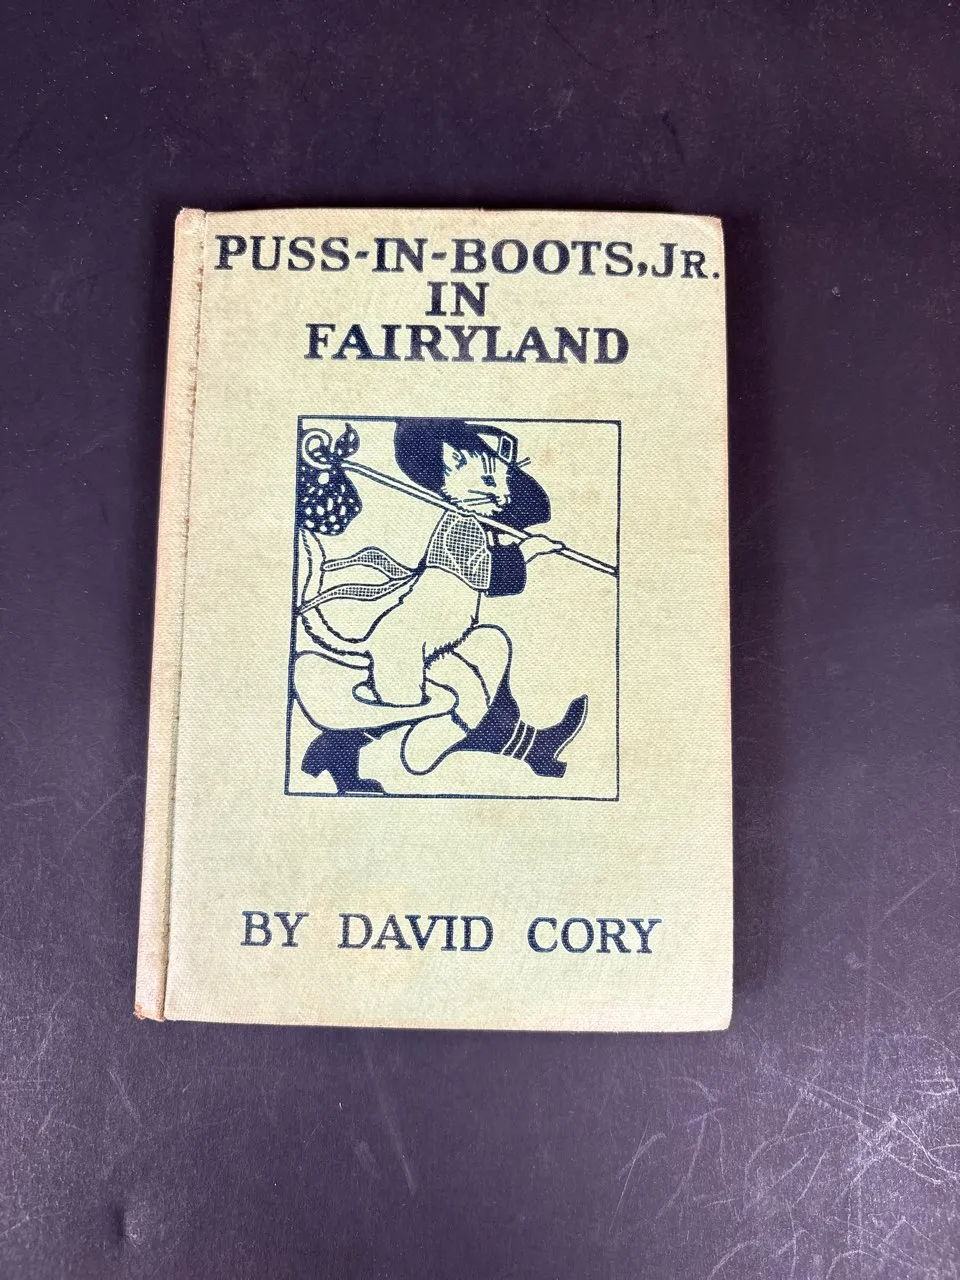 PUSS-IN-BOOTS, JR.
IN
FAIRYLAND
BY DAVID CORY